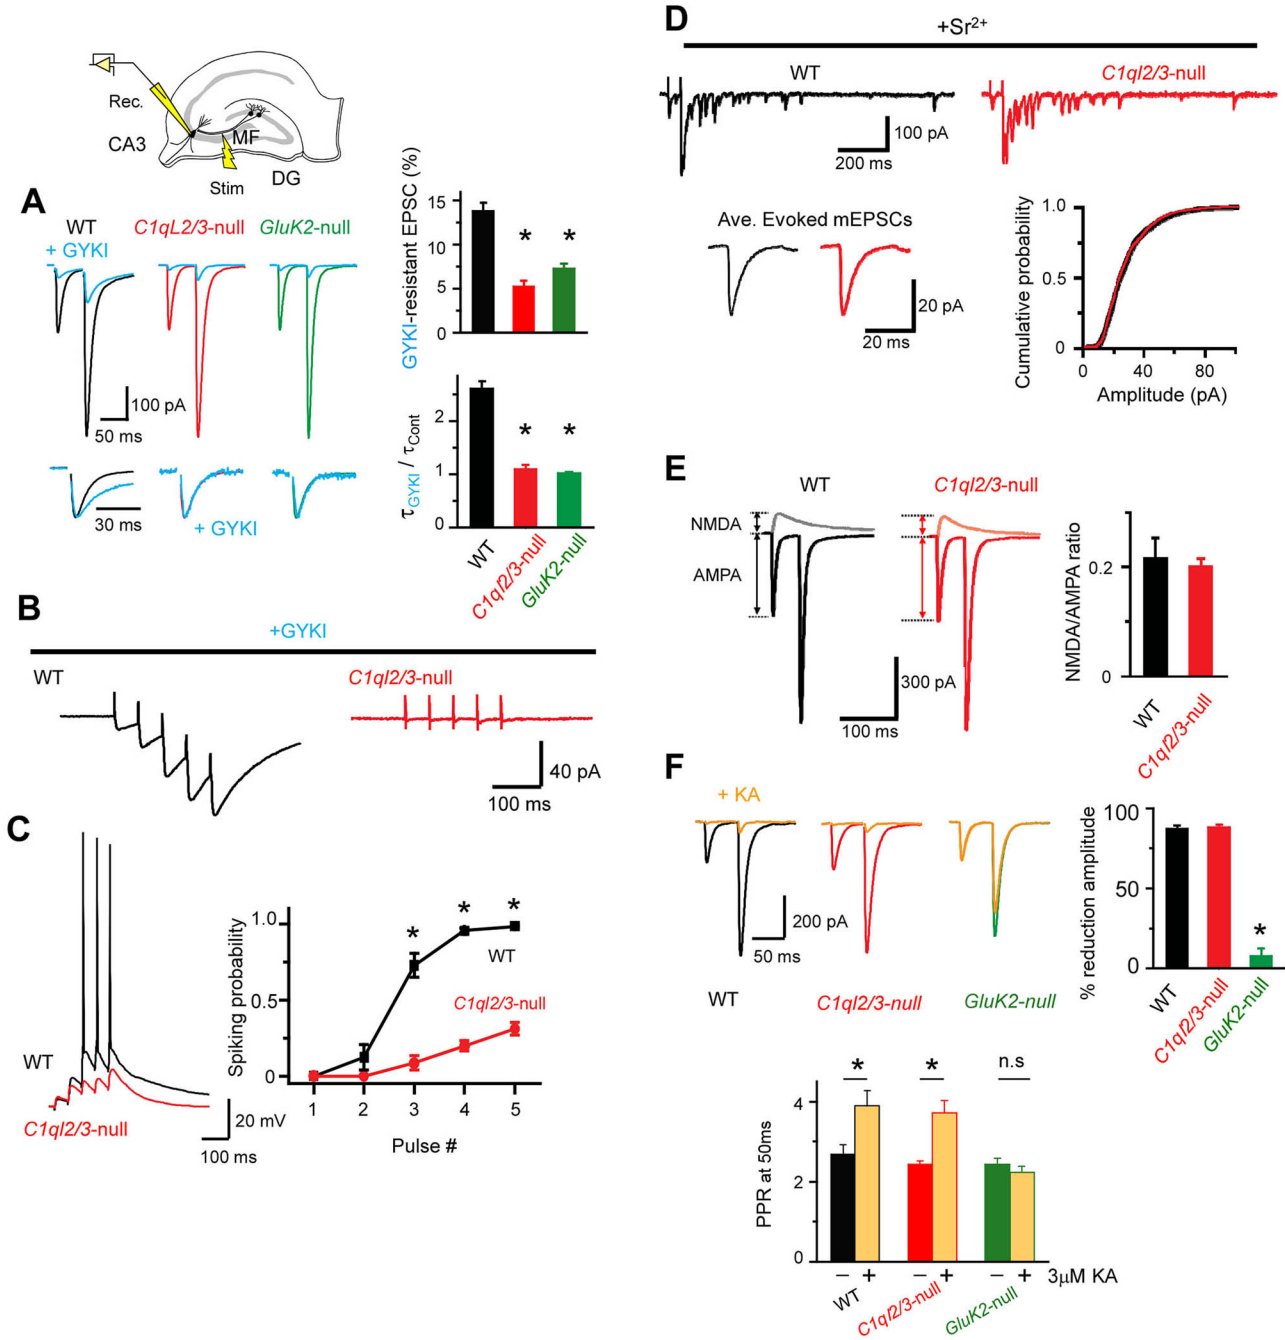 Rec.
CA3
MF
Stim
DG
A
WT
+ GYKI
C1qL2/3-null
GluK2-null
100 pA
50 ms
30 ms
+ GYKI
GYKI-resistant EPSC (%)
15
10
5
0
τGYKI / τCont
2
1
0
WT
C1ql2/3-null
GluK2-null
*
*
*
*
B
+GYKI
WT
C1ql2/3-null
40 pA
100 ms
C
WT
C1ql2/3-null
20 mV
100 ms
Spiking probability
1.0
0.5
0
*
*
*
WT
C1ql2/3-null
1 2 3 4 5
Pulse #
D
+Sr2+
WT
C1ql2/3-null
100 pA
200 ms
Ave. Evoked mEPSCs
20 pA
20 ms
Cumulative probability
1.0
0.5
0
0 40 80
Amplitude (pA)
E
WT
C1ql2/3-null
NMDA
AMPA
300 pA
100 ms
NMDA/AMPA ratio
0.2
0
WT
C1ql2/3-null
F
+ KA
200 pA
50 ms
WT
C1ql2/3-null
GluK2-null
% reduction amplitude
100
50
0
*
WT
C1ql2/3-null
GluK2-null
PPR at 50ms
4
2
0
*
*
n.s
− + − + − + 3µM KA
WT
C1ql2/3-null
GluK2-null